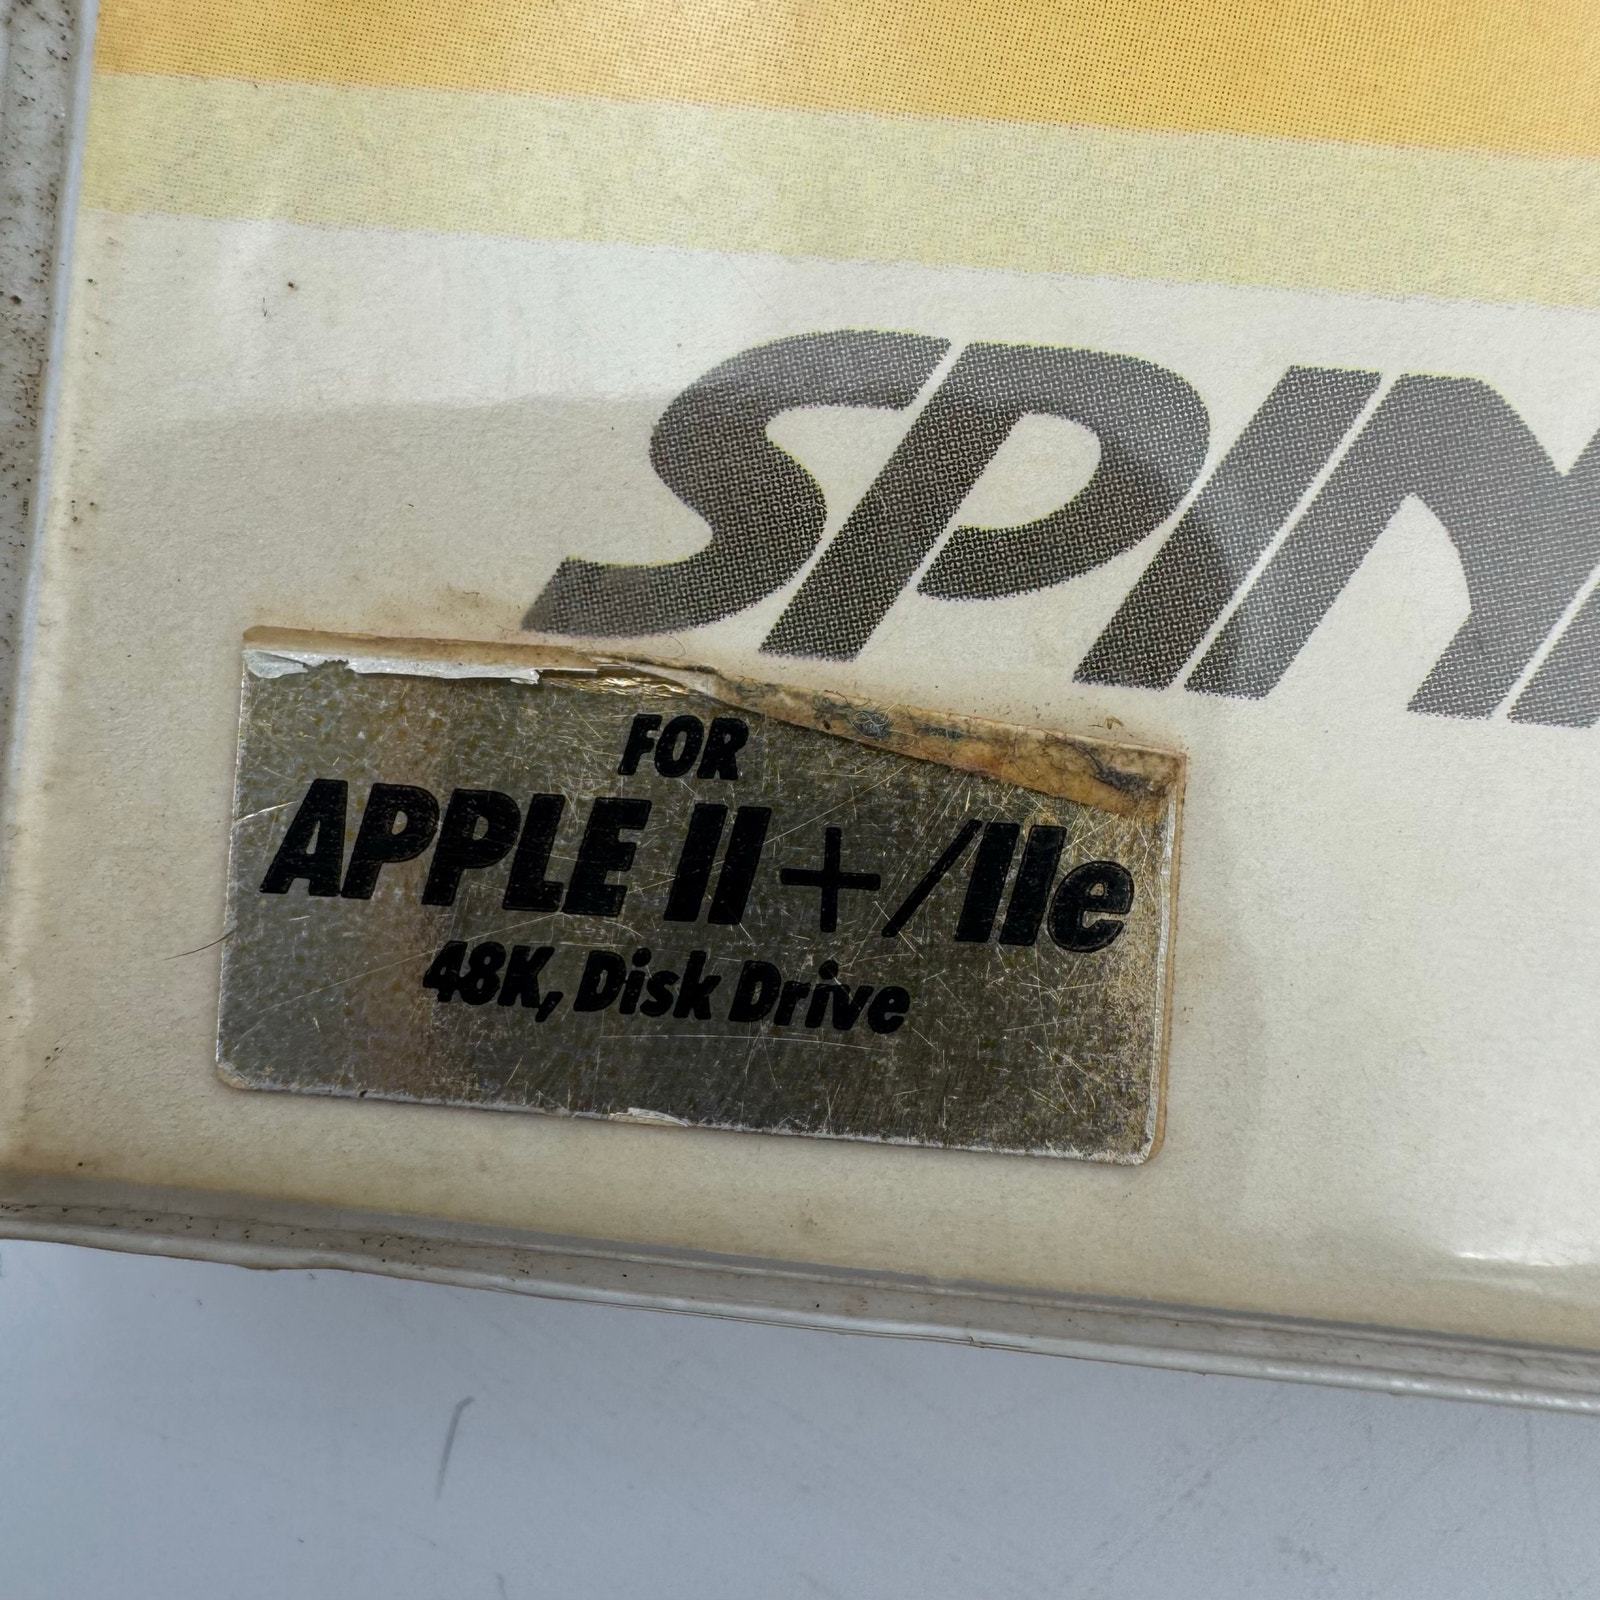 SPIN
FOR
APPLE II+/IIe
48K, Disk Drive